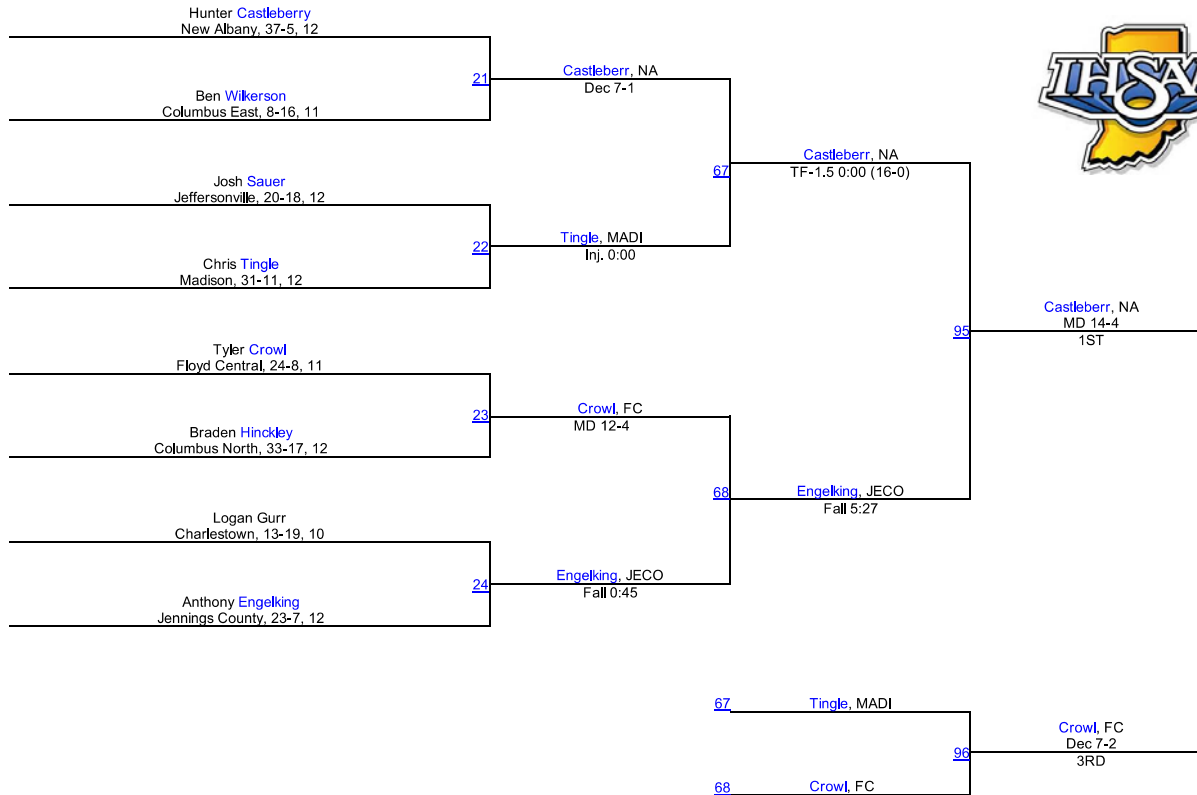 Hunter Castleberry
New Albany, 37-5, 12
21
Ben Wilkerson
Columbus East, 8-16, 11
Castleberr, NA
Dec 7-1
Josh Sauer
Jeffersonville, 20-18, 12
22
Chris Tingle
Madison, 31-11, 12
Tingle, MADI
Inj. 0:00
67
Castleberr, NA
TF-1.5 0:00 (16-0)
Tyler Crowl
Floyd Central, 24-8, 11
23
Braden Hinckley
Columbus North, 33-17, 12
Crowl, FC
MD 12-4
Logan Gurr
Charlestown, 13-19, 10
24
Anthony Engelking
Jennings County, 23-7, 12
Engelking, JECO
Fall 0:45
68
Engelking, JECO
Fall 5:27
95
Castleberr, NA
MD 14-4
1ST
67
Tingle, MADI
68
Crowl, FC
96
Crowl, FC
Dec 7-2
3RD
IHSAA